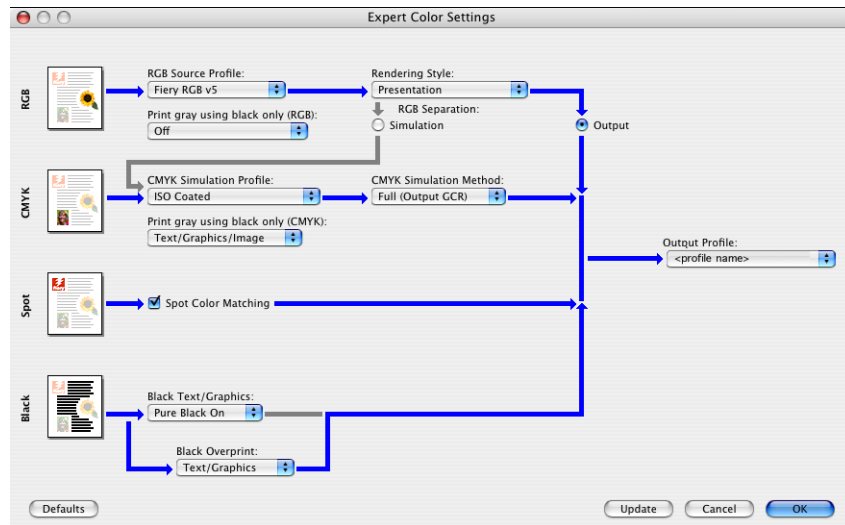 Expert Color Settings
RGB
RGB Source Profile:
Fiery RGB v5
Rendering Style:
Presentation
Print gray using black only (RGB):
Off
RGB Separation:
Simulation
Output
CMYK
CMYK Simulation Profile:
ISO Coated
CMYK Simulation Method:
Full (Output GCR)
Print gray using black only (CMYK):
Text/Graphics/Image
Output Profile:
<profile name>
Spot
Spot Color Matching
Black
Black Text/Graphics:
Pure Black On
Black Overprint:
Text/Graphics
Defaults
Update
Cancel
OK